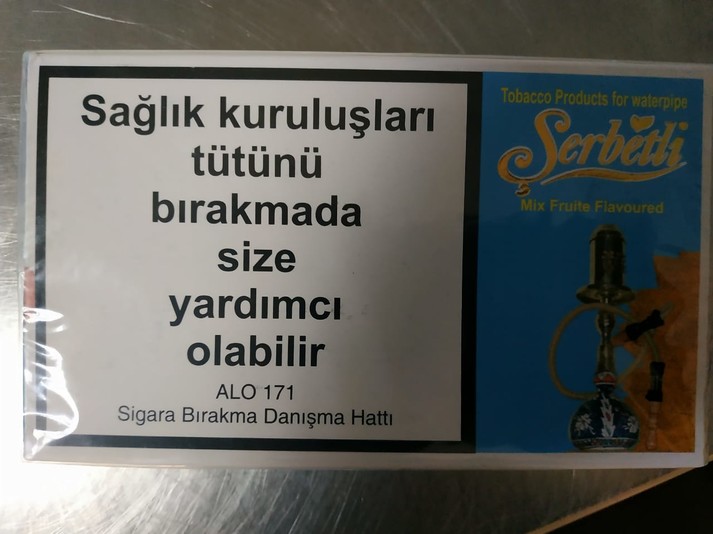 Sağlık kuruluşları
tütünü
bırakmada
size
yardımcı
olabilir
ALO 171
Sigara Bırakma Danışma Hattı
Tobacco Products for waterpipe
Şerbetli
Mix Fruite Flavoured